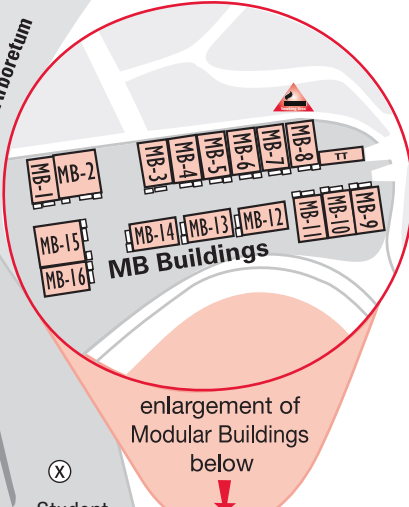 MB-1
MB-2
MB-3
MB-4
MB-5
MB-6
MB-7
MB-8
TT
MB-15
MB-16
MB-14
MB-13
MB-12
MB-11
MB-10
MB-9
MB Buildings
enlargement of
Modular Buildings
below
X